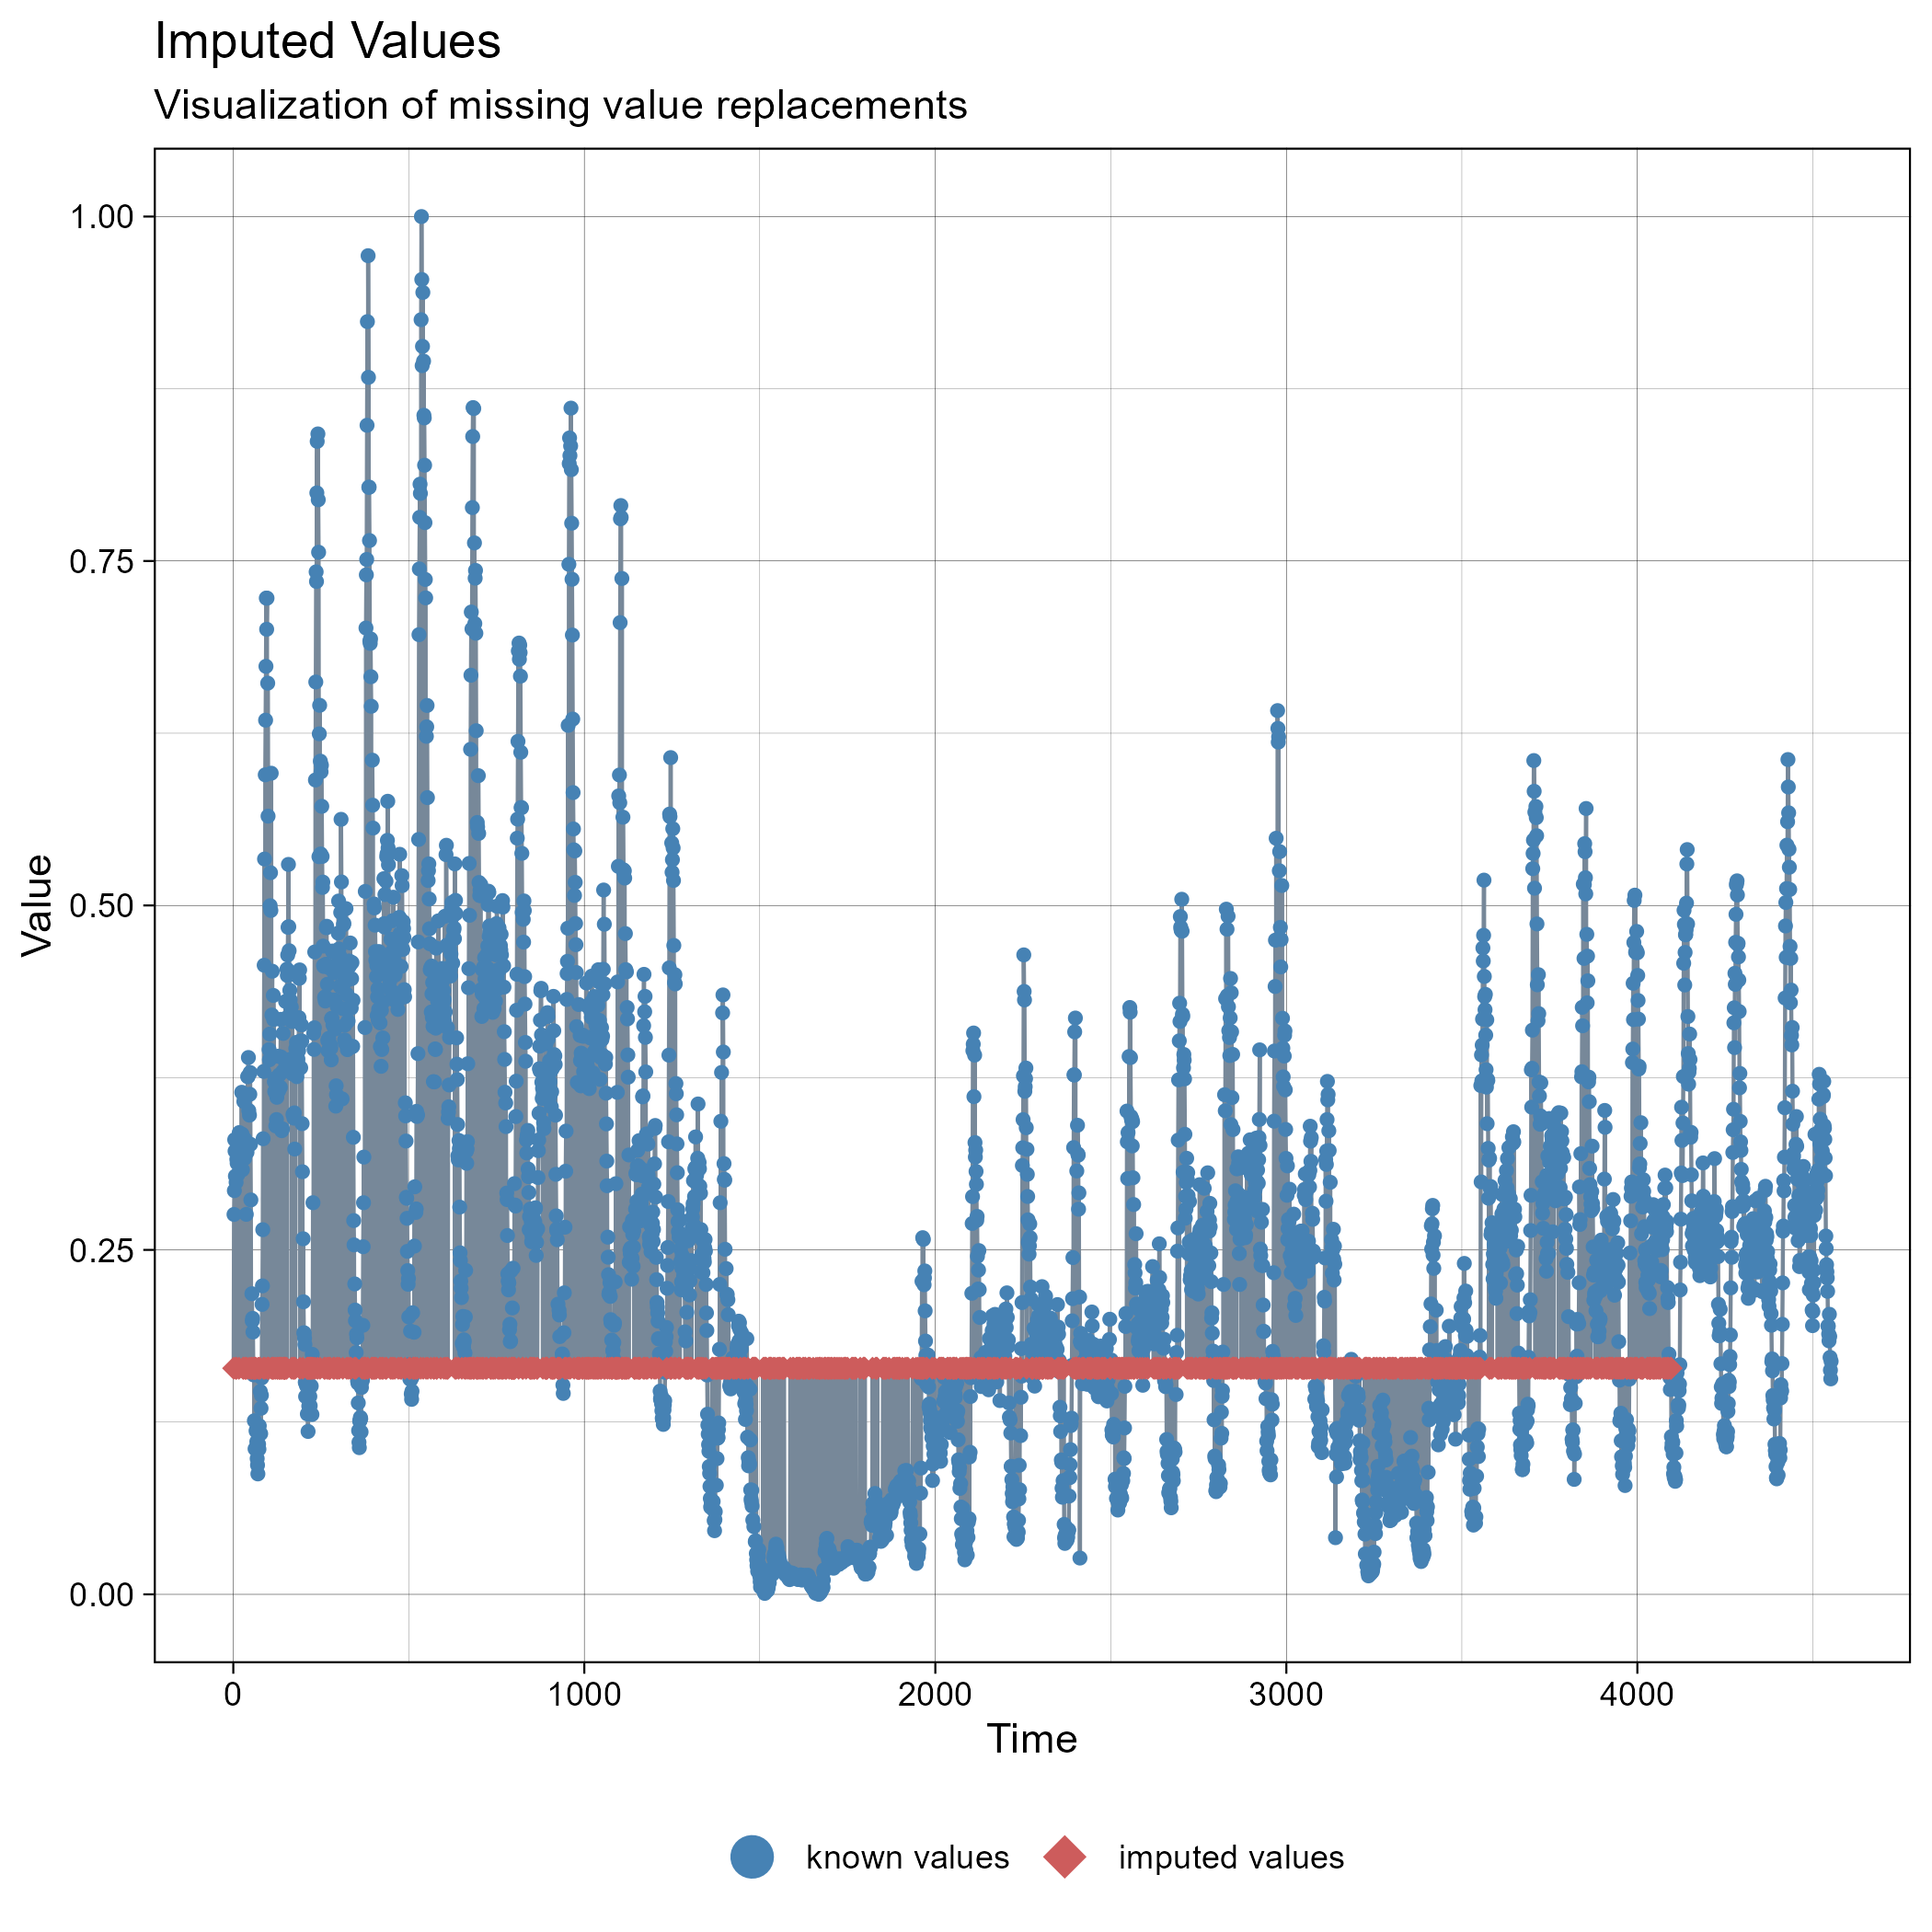 Imputed Values
Visualization of missing value replacements
Value
1.00
0.75
0.50
0.25
0.00
0 1000 2000 3000 4000
Time
known values imputed values